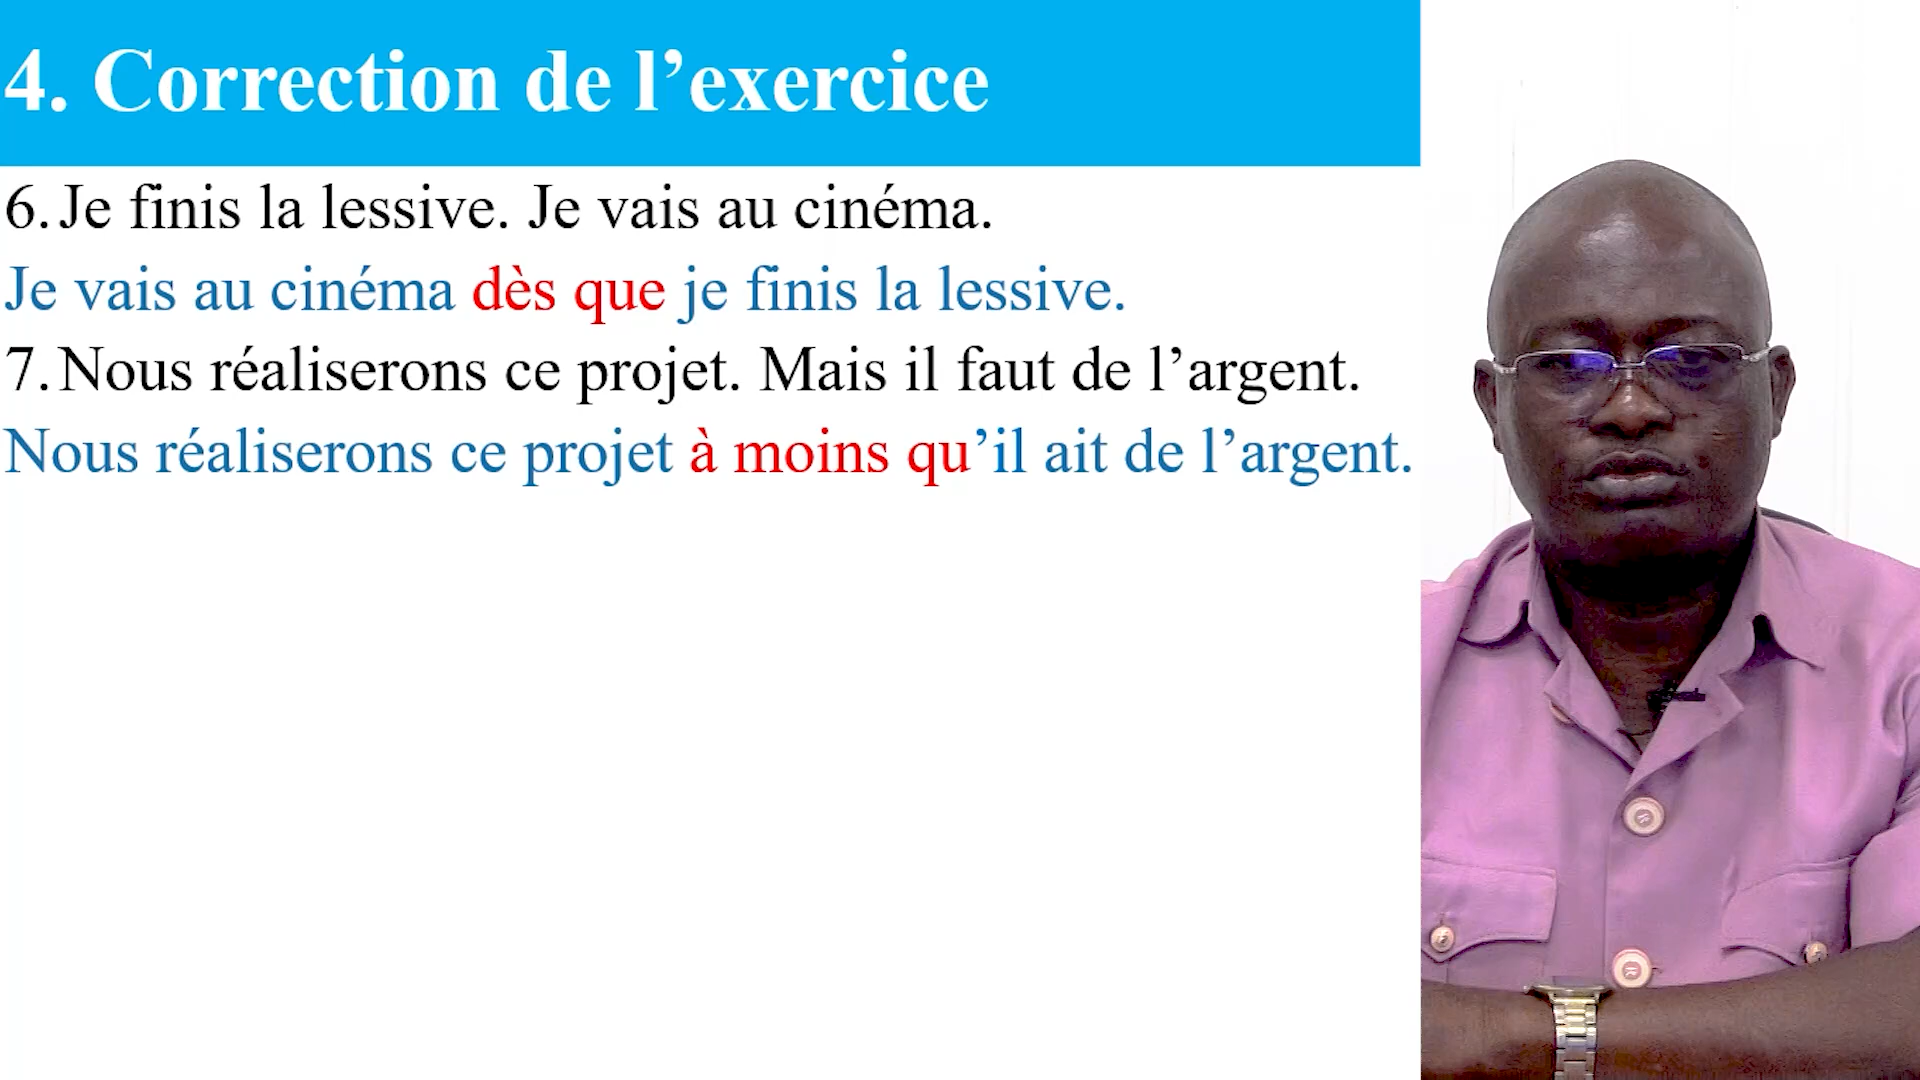 4. Correction de l’exercice
6. Je finis la lessive. Je vais au cinéma.
Je vais au cinéma dès que je finis la lessive.
7. Nous réaliserons ce projet. Mais il faut de l’argent.
Nous réaliserons ce projet à moins qu’il ait de l’argent.